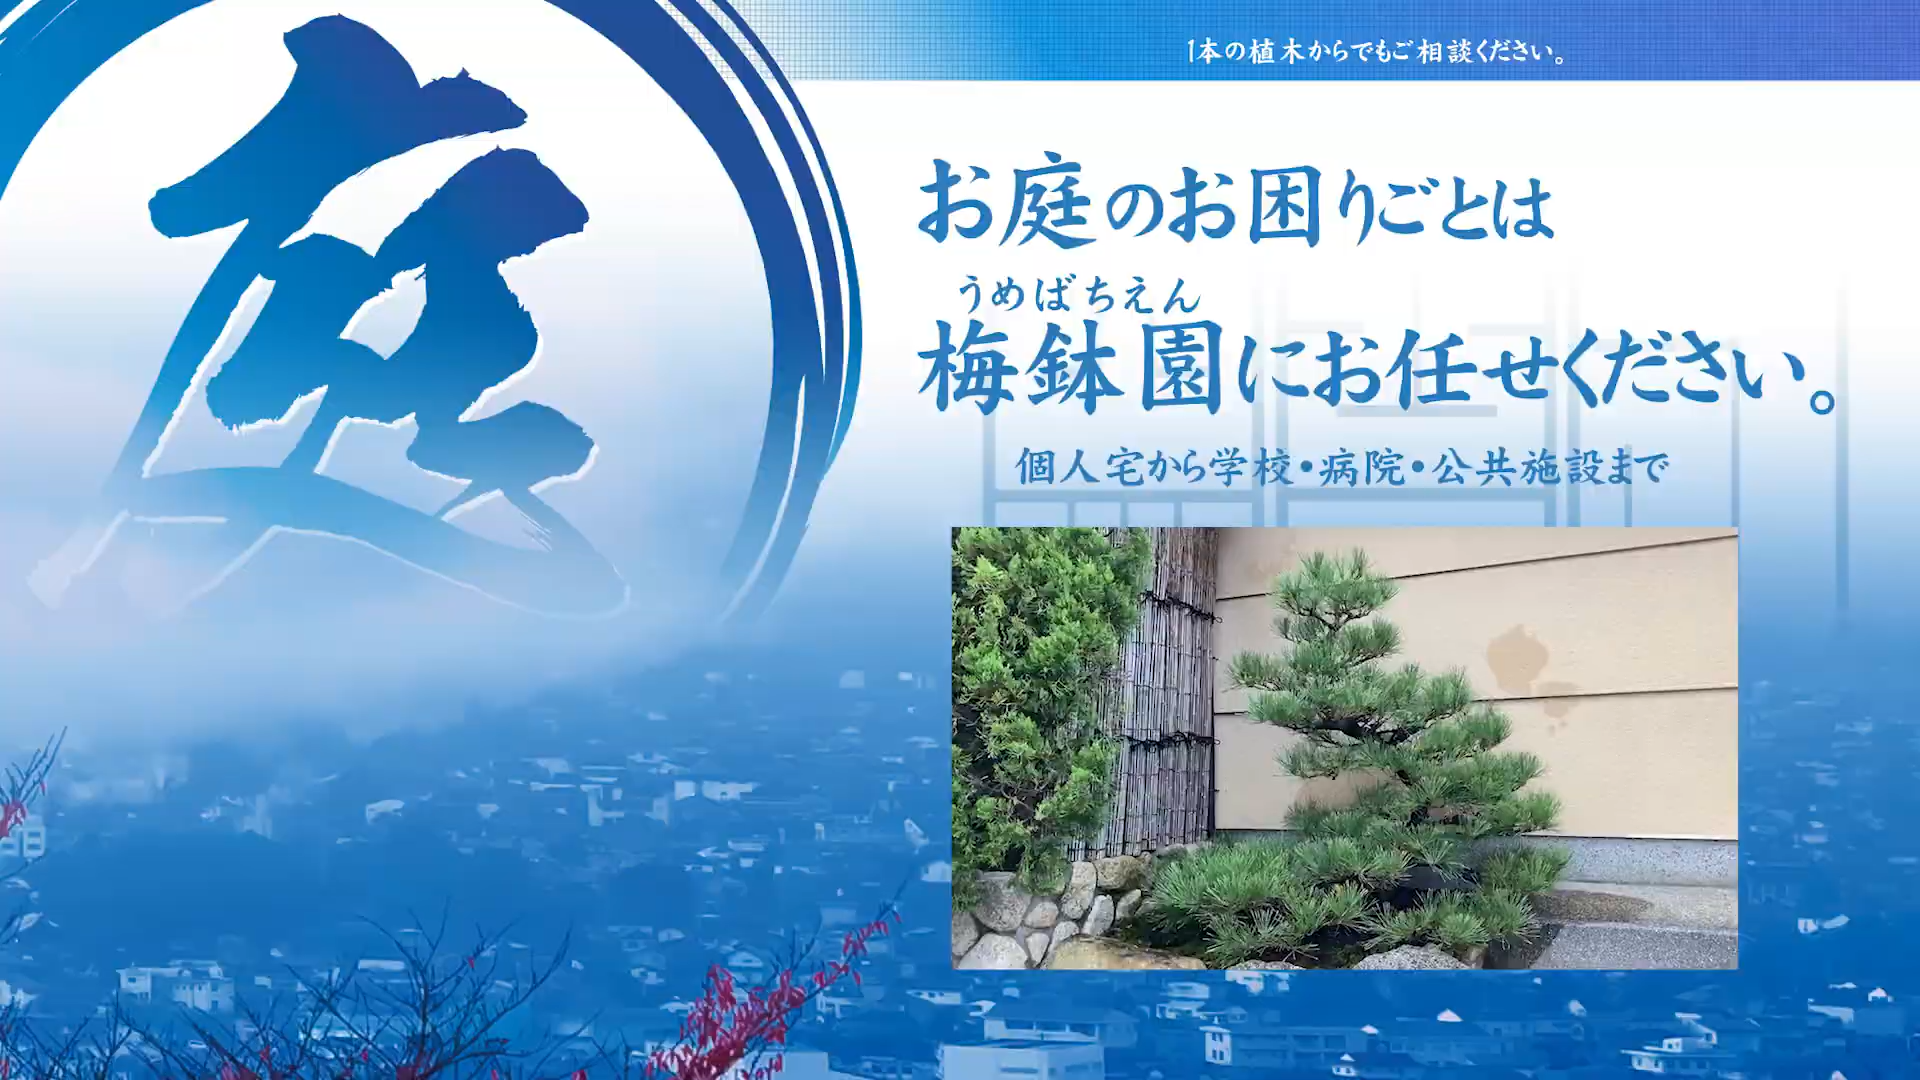 庭
1本の植木からでもご相談ください。
お庭のお困りごとは
うめばちえん
梅鉢園にお任せください。
個人宅から学校・病院・公共施設まで